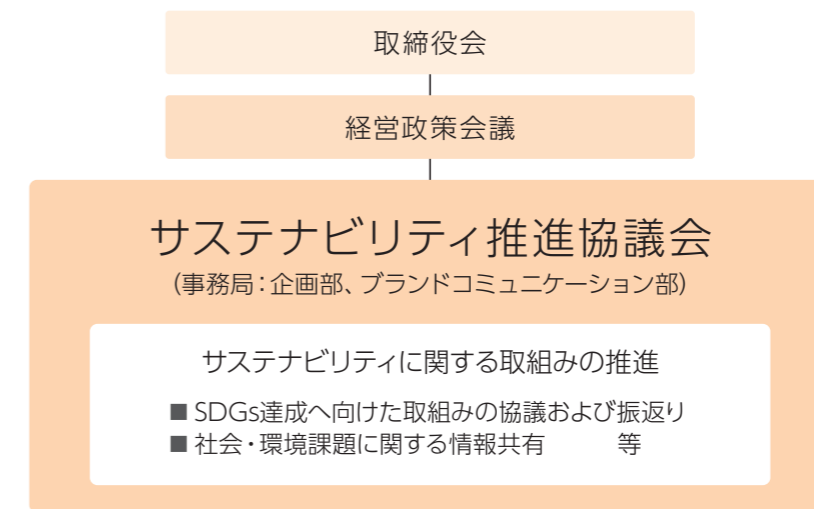 取締役会
経営政策会議
サステナビリティ推進協議会
(事務局:企画部、ブランドコミュニケーション部)
サステナビリティに関する取組みの推進
■ SDGs達成へ向けた取組みの協議および振返り
■ 社会・環境課題に関する情報共有　　　等